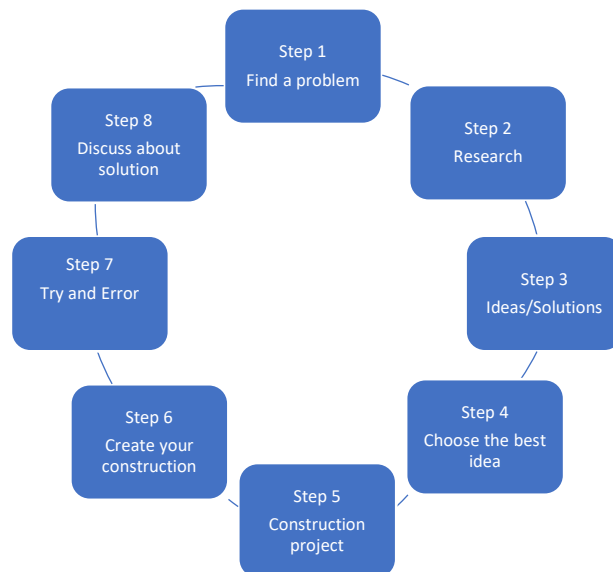 Step 1
Find a problem
Step 2
Research
Step 3
Ideas/Solutions
Step 4
Choose the best
idea
Step 5
Construction
project
Step 6
Create your
construction
Step 7
Try and Error
Step 8
Discuss about
solution